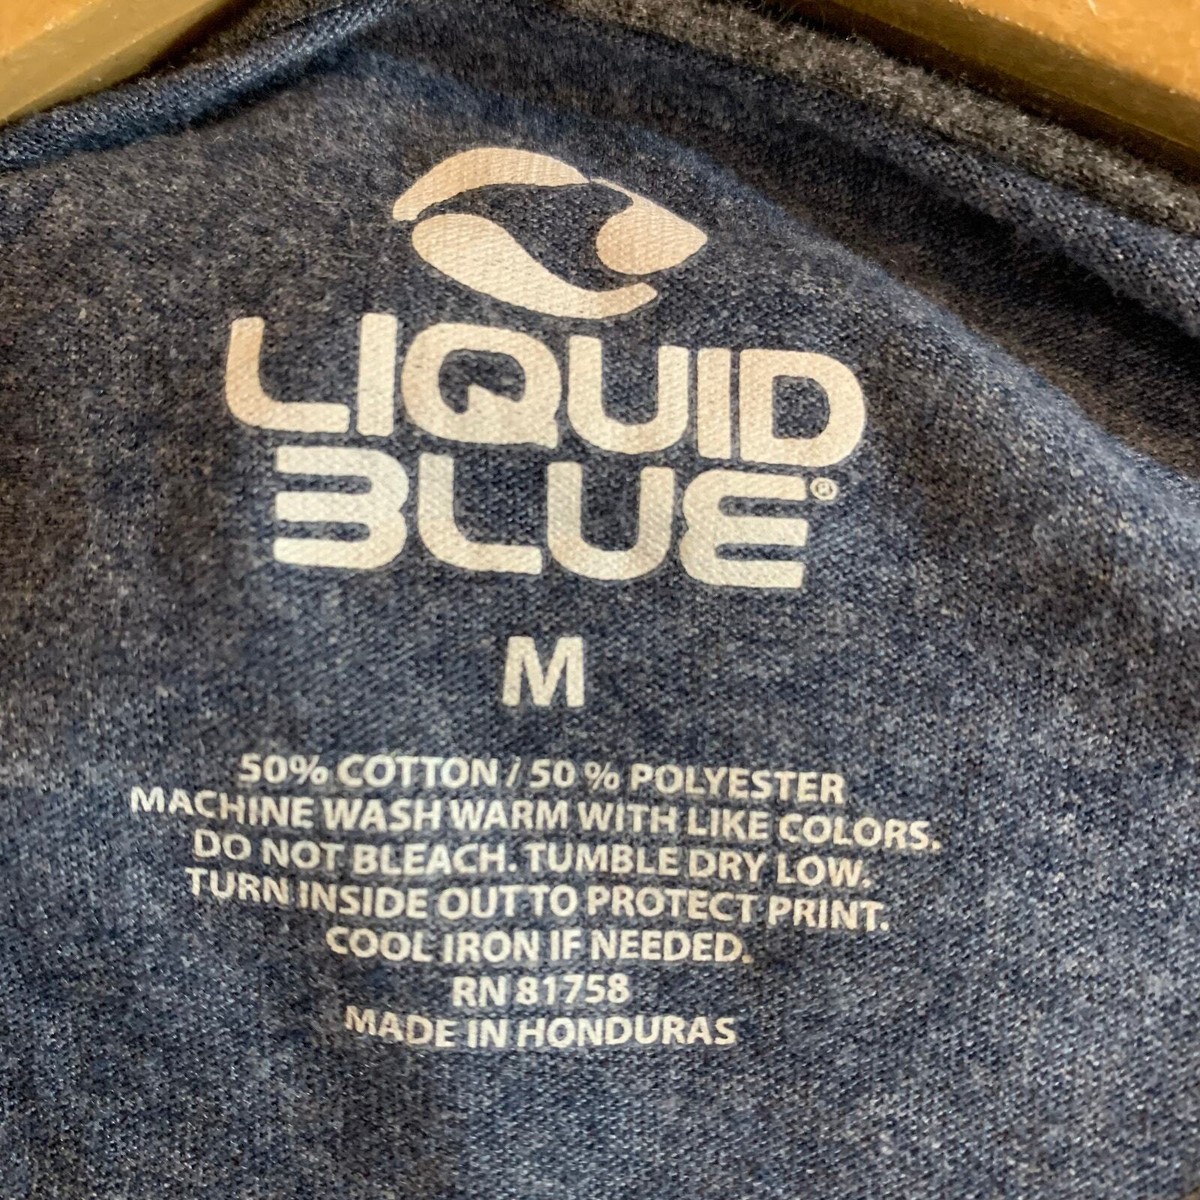 LIQUID
BLUE®
M
50% COTTON / 50 % POLYESTER
MACHINE WASH WARM WITH LIKE COLORS.
DO NOT BLEACH. TUMBLE DRY LOW.
TURN INSIDE OUT TO PROTECT PRINT.
COOL IRON IF NEEDED.
RN 81758
MADE IN HONDURAS